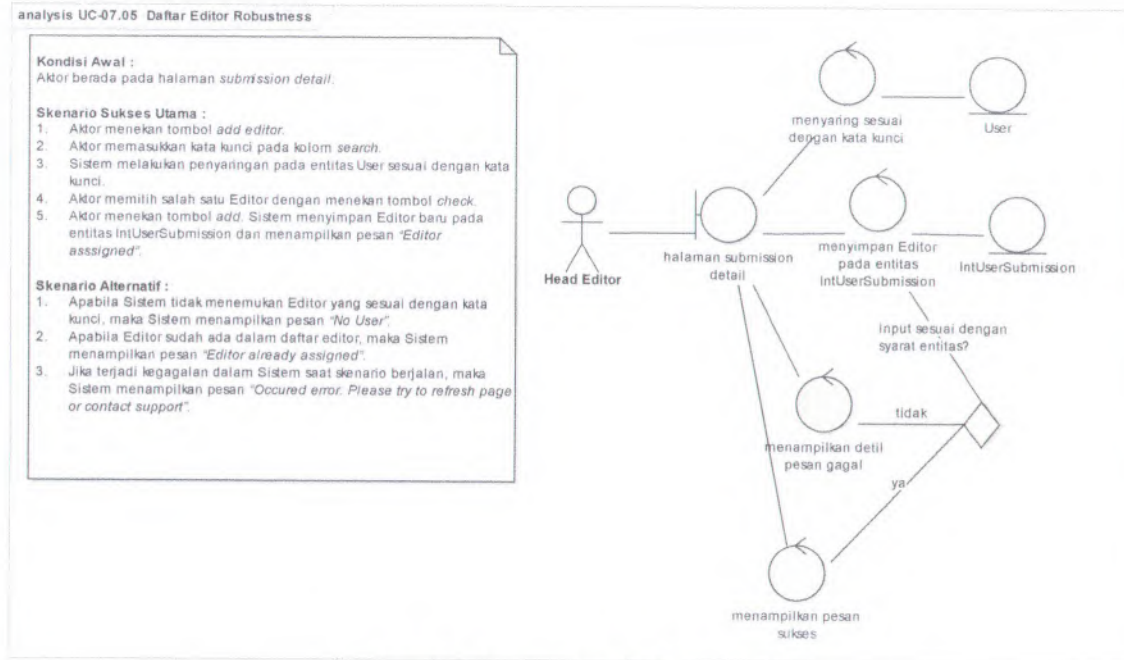 analysis UC-07.05 Daftar Editor Robustness
Kondisi Awal :
Aktor berada pada halaman submission detail.
Skenario Sukses Utama :
1. Aktor menekan tombol add editor.
2. Aktor memasukkan kata kunci pada kolom search.
3. Sistem melakukan penyaringan pada entitas User sesuai dengan kata
kunci.
4. Aktor memilih salah satu Editor dengan menekan tombol check.
5. Aktor menekan tombol add. Sistem menyimpan Editor baru pada
entitas IntUserSubmission dan menampilkan pesan "Editor
asssigned".
Skenario Alternatif :
1. Apabila Sistem tidak menemukan Editor yang sesuai dengan kata
kunci, maka Sistem menampilkan pesan "No User".
2. Apabila Editor sudah ada dalam daftar editor, maka Sistem
menampilkan pesan "Editor already assigned".
3. Jika terjadi kegagalan dalam Sistem saat skenario berjalan, maka
Sistem menampilkan pesan "Occured error. Please try to refresh page
or contact support".
menyaring sesuai
dengan kata kunci
User
Head Editor
halaman submission
detail
menyimpan Editor
pada entitas
IntUserSubmission
IntUserSubmission
Input sesuai dengan
syarat entitas?
tidak
menampilkan detil
pesan gagal
ya
menampilkan pesan
sukses